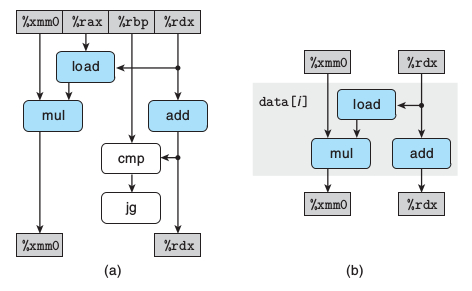 %xmm0 %rax %rbp %rdx
load
mul add
cmp
jg
%xmm0 %rdx
(a)
%xmm0 %rdx
data[i]
load
mul add
%xmm0 %rdx
(b)